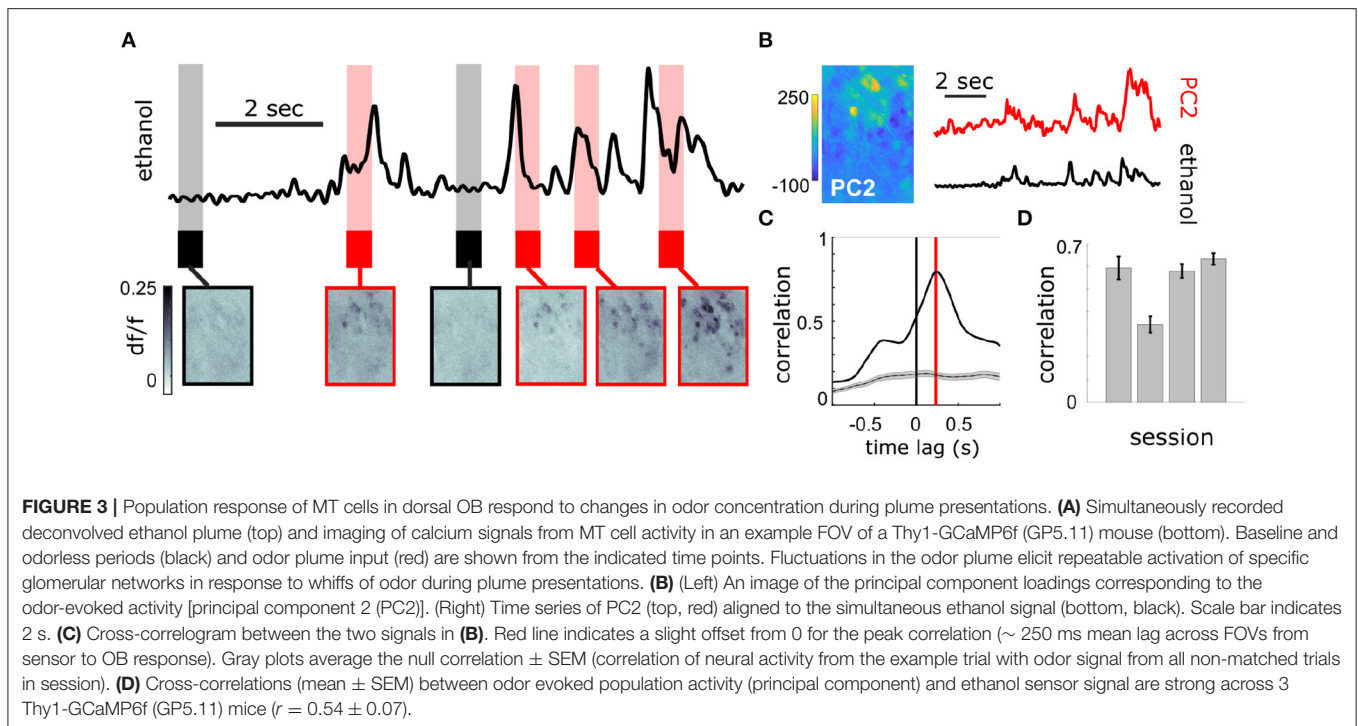 A
ethanol
2 sec
0.25
df/f
0
B
250
-100
PC2
2 sec
PC2
ethanol
C
1
correlation
0.5
0
-0.5
0
0.5
time lag (s)
D
0.7
correlation
0
session
FIGURE 3 | Population response of MT cells in dorsal OB respond to changes in odor concentration during plume presentations. (A) Simultaneously recorded
deconvolved ethanol plume (top) and imaging of calcium signals from MT cell activity in an example FOV of a Thy1-GCaMP6f (GP5.11) mouse (bottom). Baseline and
odorless periods (black) and odor plume input (red) are shown from the indicated time points. Fluctuations in the odor plume elicit repeatable activation of specific
glomerular networks in response to whiffs of odor during plume presentations. (B) (Left) An image of the principal component loadings corresponding to the
odor-evoked activity [principal component 2 (PC2)]. (Right) Time series of PC2 (top, red) aligned to the simultaneous ethanol signal (bottom, black). Scale bar indicates
2 s. (C) Cross-correlogram between the two signals in (B). Red line indicates a slight offset from 0 for the peak correlation (∼ 250 ms mean lag across FOVs from
sensor to OB response). Gray plots average the null correlation ± SEM (correlation of neural activity from the example trial with odor signal from all non-matched trials
in session). (D) Cross-correlations (mean ± SEM) between odor evoked population activity (principal component) and ethanol sensor signal are strong across 3
Thy1-GCaMP6f (GP5.11) mice (r = 0.54 ± 0.07).